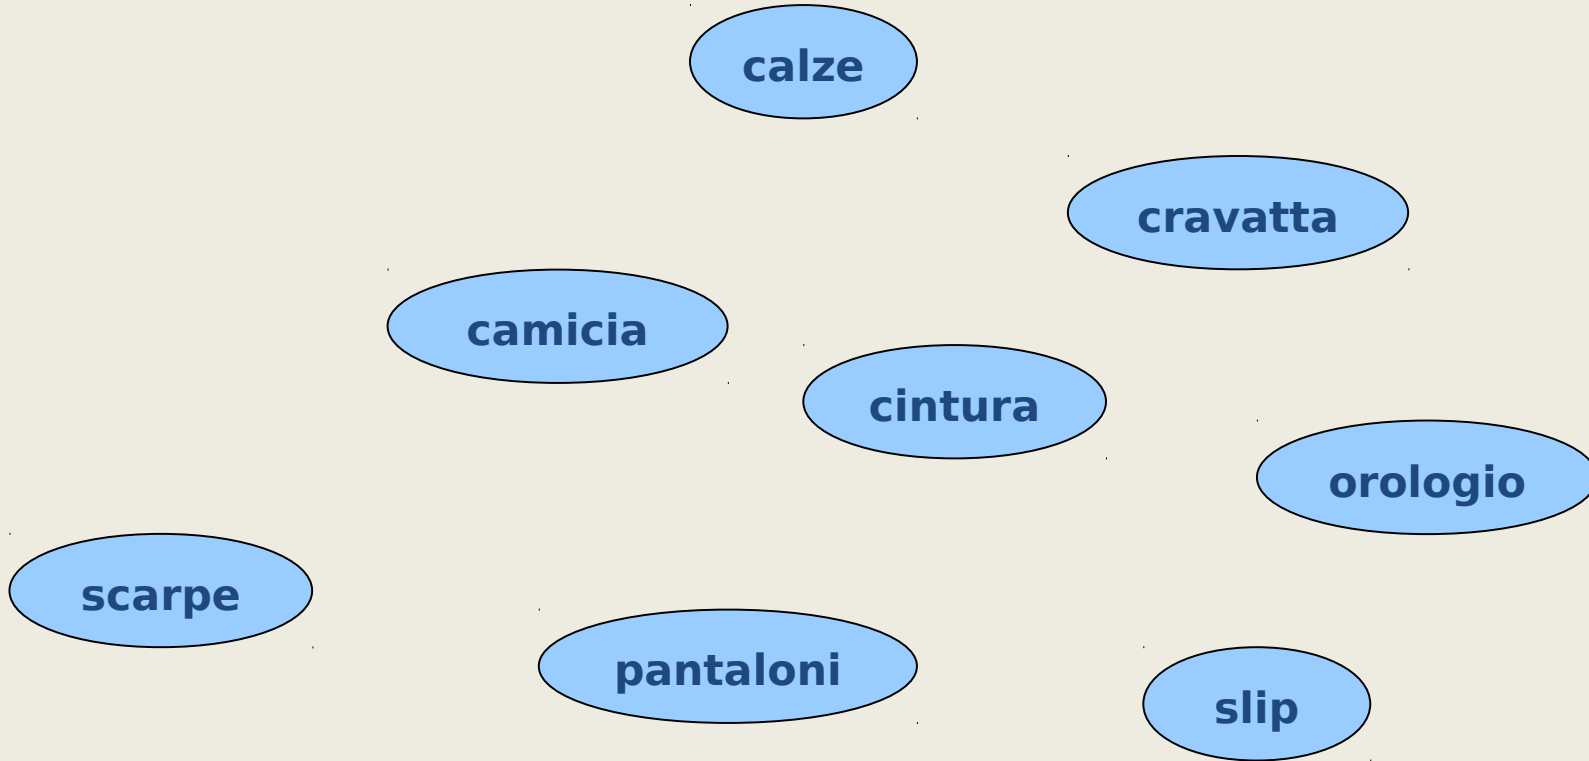 calze
cravatta
camicia
cintura
orologio
scarpe
pantaloni
slip